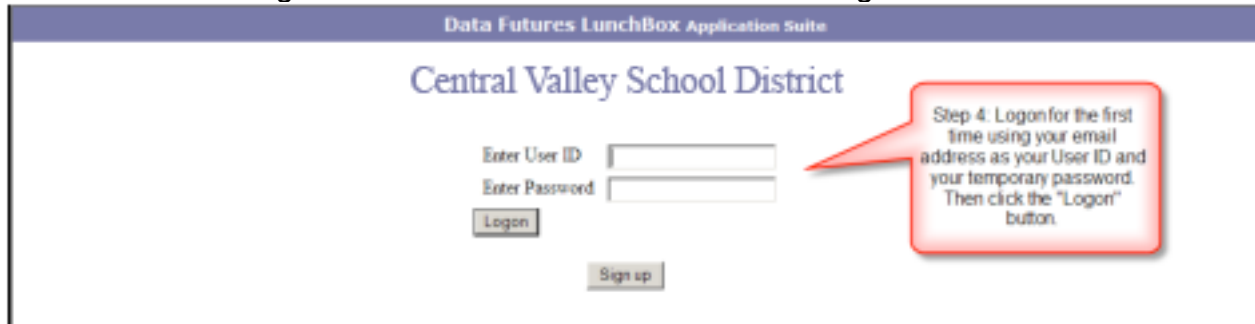 Data Futures LunchBox Application Suite
Central Valley School District
Step 4: Logon for the first
time using your email
address as your User ID and
your temporary password.
Then click the "Logon"
button.
Enter User ID
Enter Password
Logon
Sign up